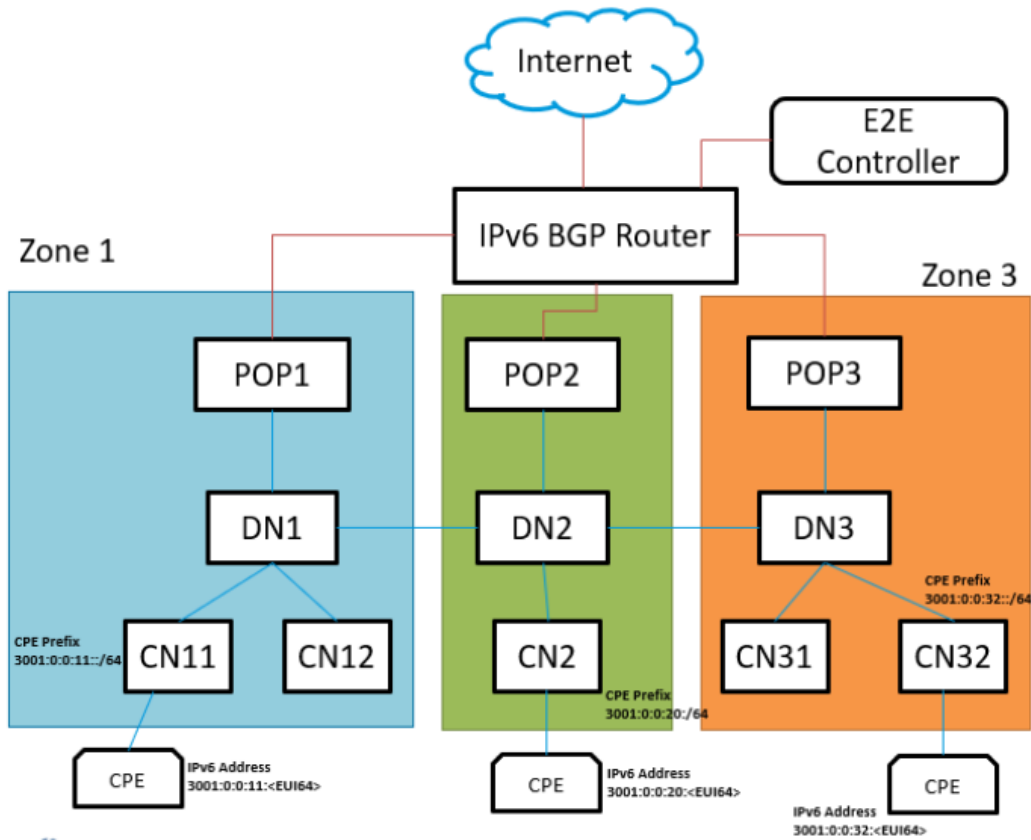 Internet
E2E
Controller
IPv6 BGP Router
Zone 1
Zone 3
POP1
POP2
POP3
DN1
DN2
DN3
CPE Prefix
3001:0:0:32::/64
CPE Prefix
3001:0:0:11::/64
CN11
CN12
CN2
CN31
CN32
CPE Prefix
3001:0:0:20:/64
CPE
IPv6 Address
3001:0:0:11:<EUI64>
CPE
IPv6 Address
3001:0:0:20:<EUI64>
CPE
IPv6 Address
3001:0:0:32:<EUI64>